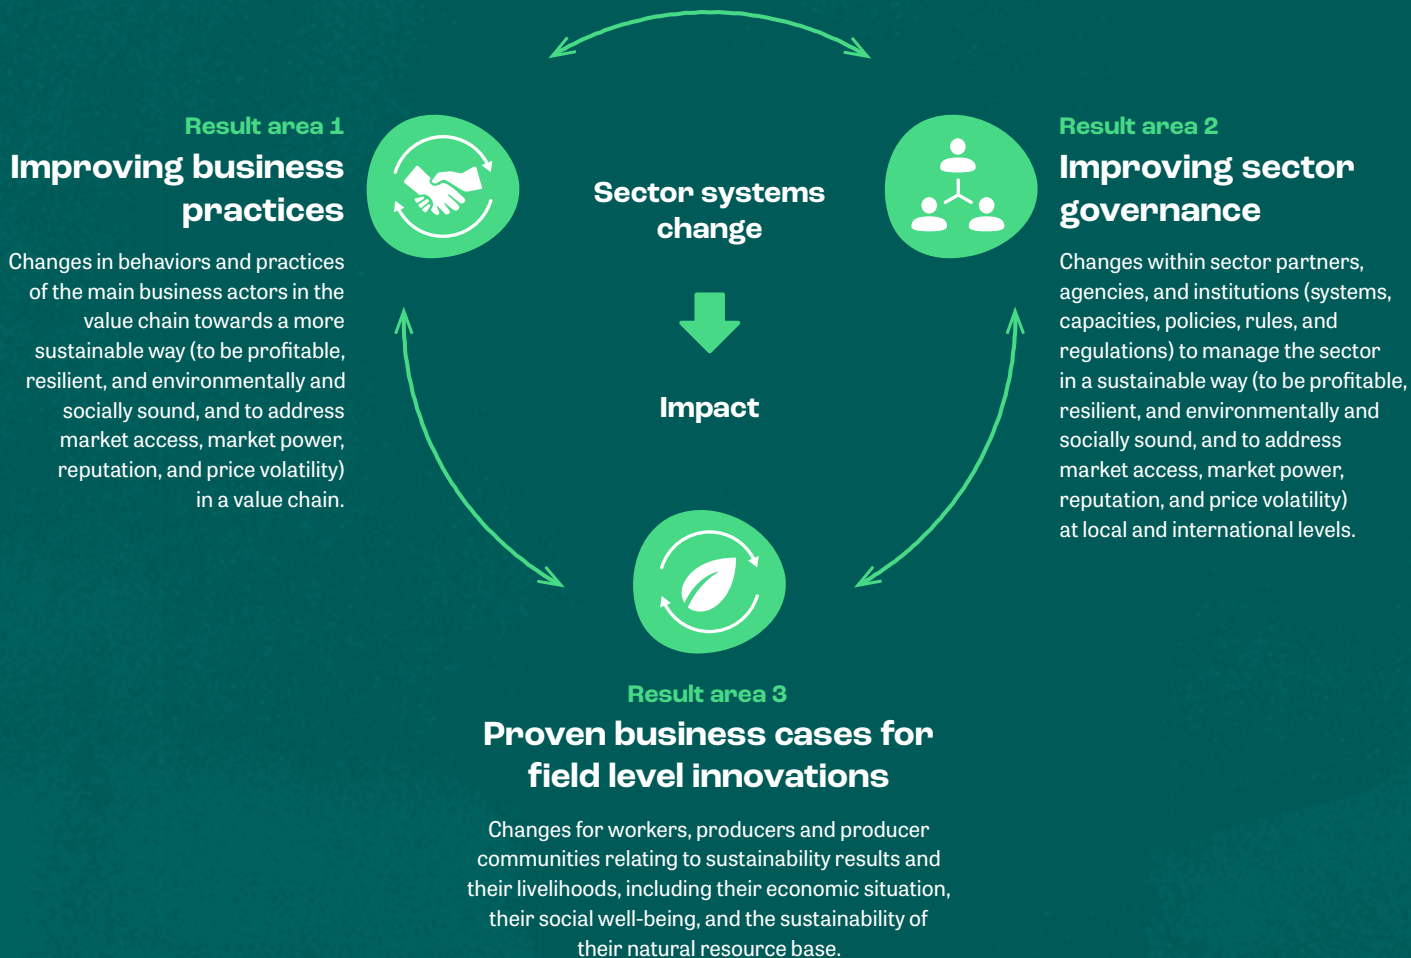 Result area 1
Improving business
practices
Changes in behaviors and practices
of the main business actors in the
value chain towards a more
sustainable way (to be profitable,
resilient, and environmentally and
socially sound, and to address
market access, market power,
reputation, and price volatility)
in a value chain.
Sector systems
change
Impact
Result area 2
Improving sector
governance
Changes within sector partners,
agencies, and institutions (systems,
capacities, policies, rules, and
regulations) to manage the sector
in a sustainable way (to be profitable,
resilient, and environmentally and
socially sound, and to address
market access, market power,
reputation, and price volatility)
at local and international levels.
Result area 3
Proven business cases for
field level innovations
Changes for workers, producers and producer
communities relating to sustainability results and
their livelihoods, including their economic situation,
their social well-being, and the sustainability of
their natural resource base.